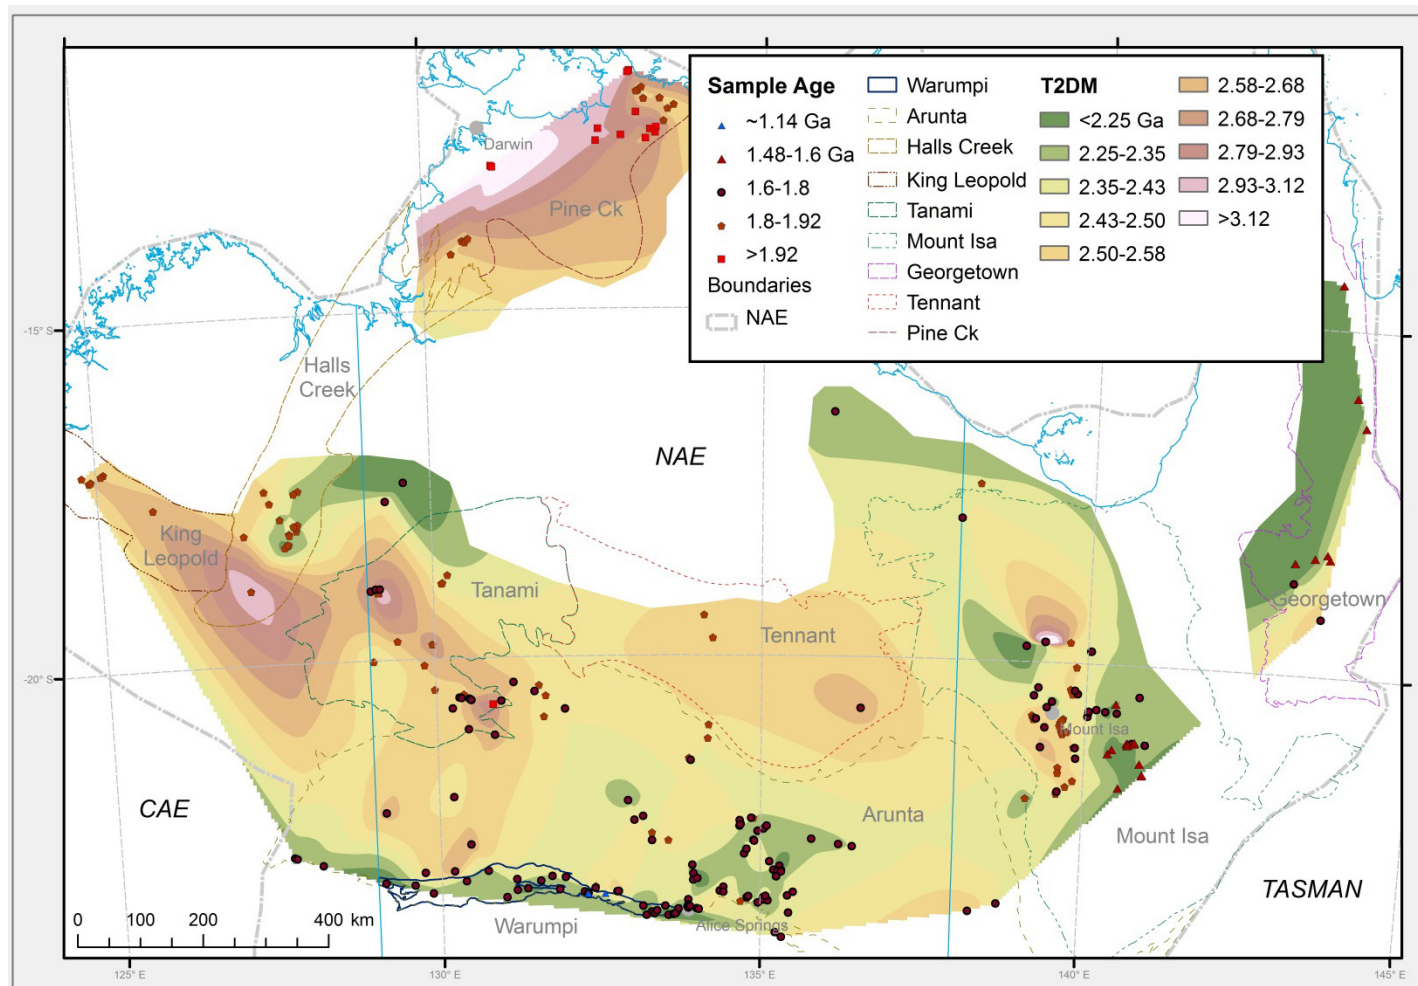 Sample Age
~1.14 Ga
1.48-1.6 Ga
1.6-1.8
1.8-1.92
>1.92
Boundaries
NAE
Warumpi
Arunta
Halls Creek
King Leopold
Tanami
Mount Isa
Georgetown
Tennant
Pine Ck
T2DM
<2.25 Ga
2.25-2.35
2.35-2.43
2.43-2.50
2.50-2.58
2.58-2.68
2.68-2.79
2.79-2.93
2.93-3.12
>3.12
Darwin
Pine Ck
-15° S
Halls
Creek
NAE
King
Leopold
Tanami
Tennant
Georgetown
-20° S
Mount Isa
CAE
Arunta
Mount Isa
TASMAN
Warumpi
Alice Springs
0 100 200 400 km
125° E
130° E
135° E
140° E
145° E